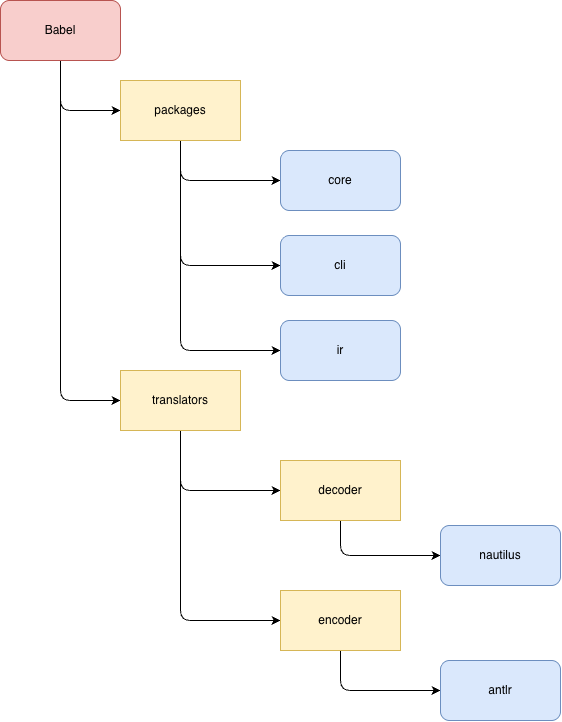 Babel
packages
core
cli
ir
translators
decoder
nautilus
encoder
antlr